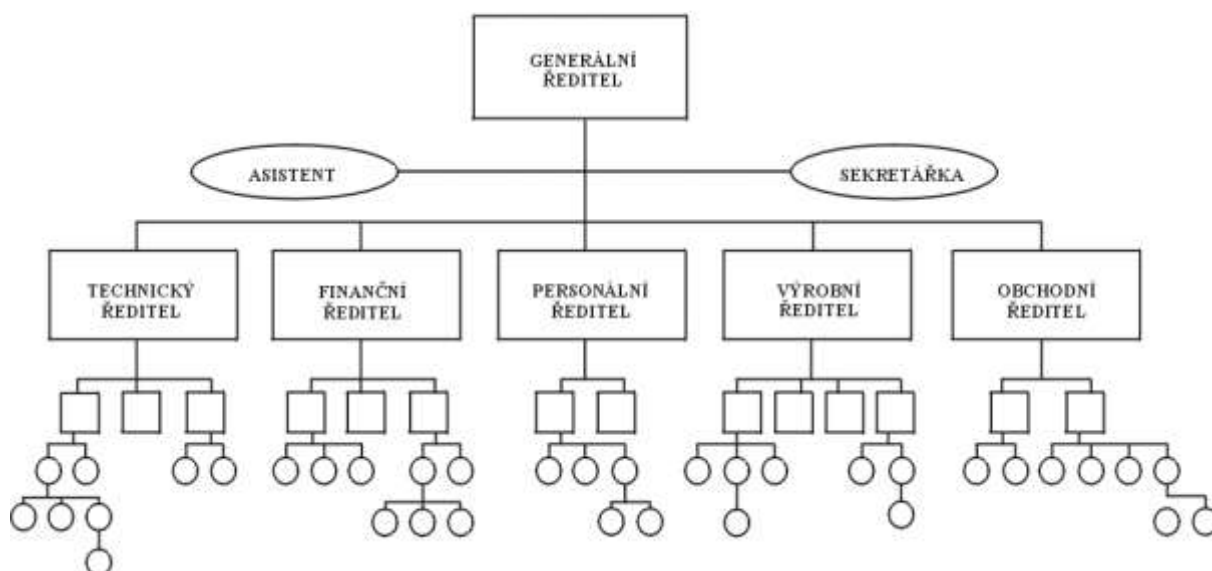 GENERÁLNÍ
ŘEDITEL
ASISTENT
SEKRETÁŘKA
TECHNICKÝ
ŘEDITEL
FINANČNÍ
ŘEDITEL
PERSONÁLNÍ
ŘEDITEL
VÝROBNÍ
ŘEDITEL
OBCHODNÍ
ŘEDITEL